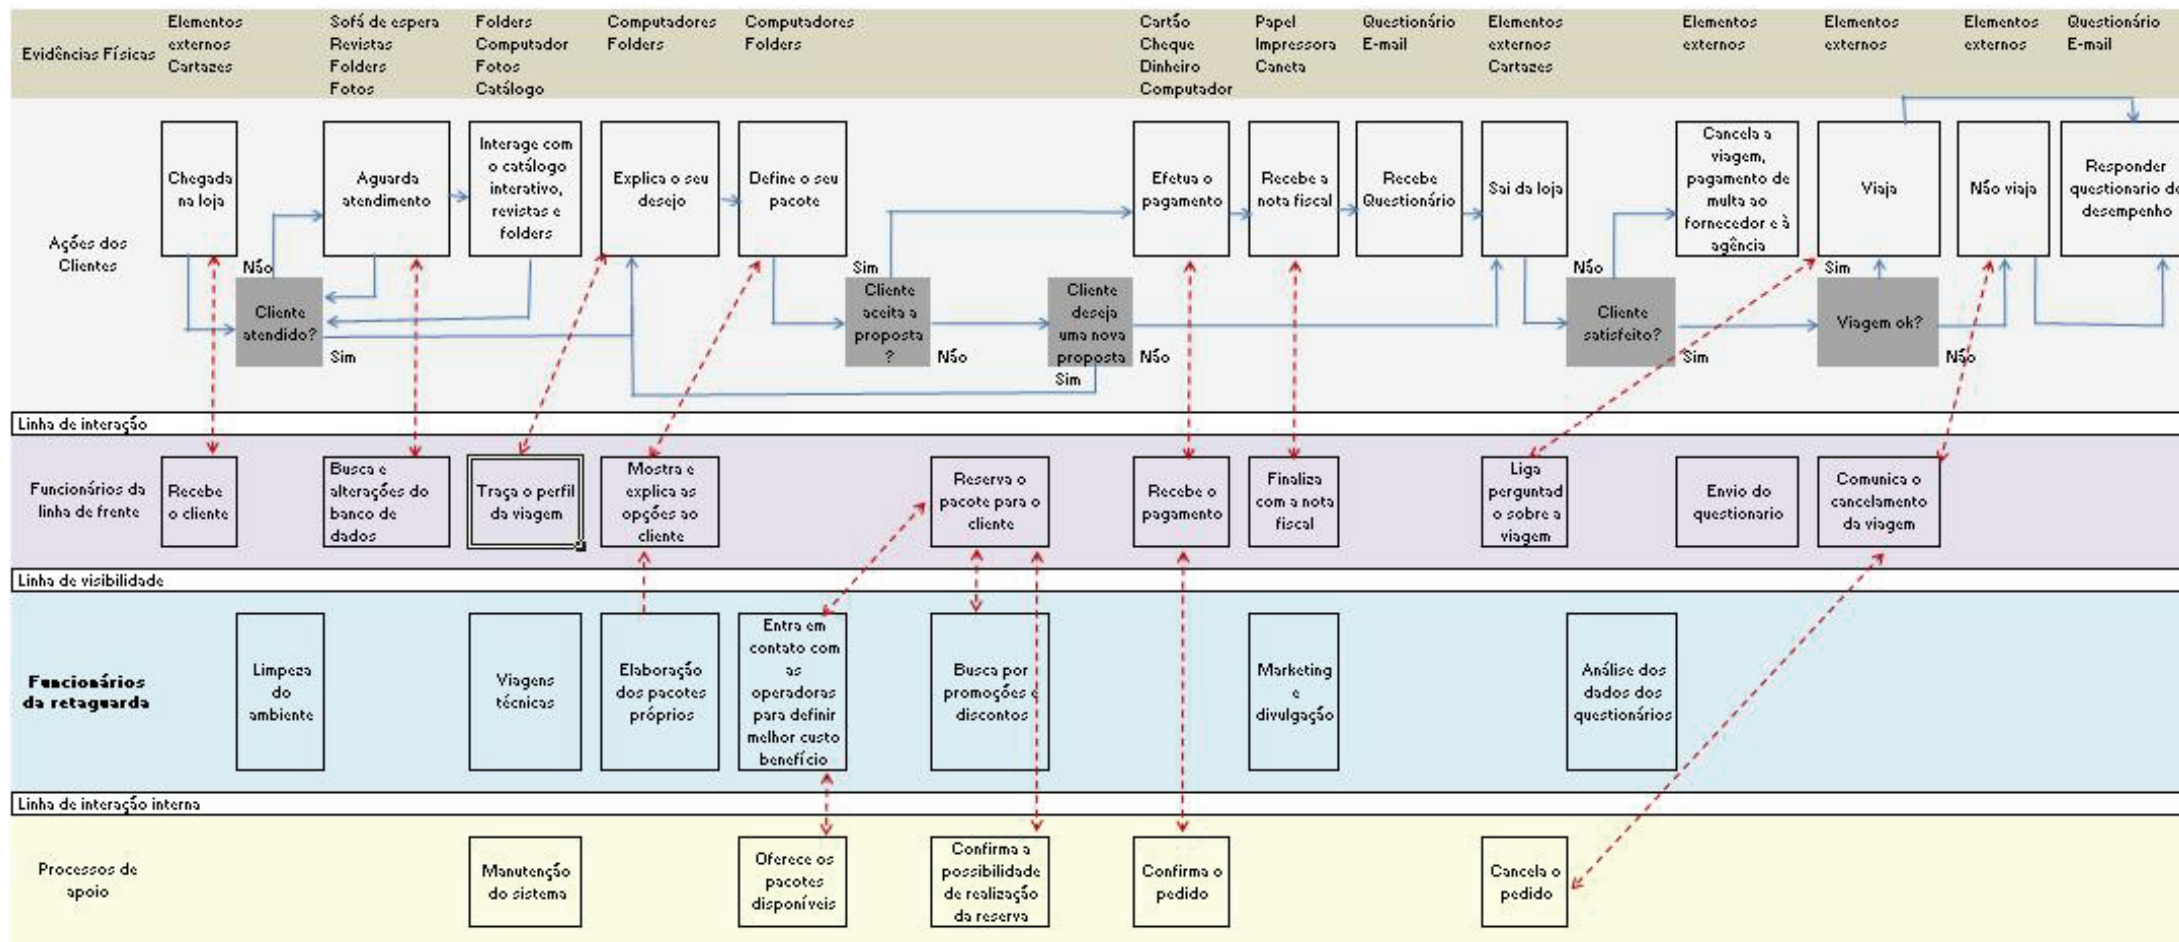 Evidências Físicas
Elementos
externos
Cartazes
Sofá de espera
Revistas
Folders
Fotos
Folders
Computador
Fotos
Catálogo
Computadores
Folders
Computadores
Folders
Cartão
Cheque
Dinheiro
Computador
Papel
Impressora
Caneta
Questionário
E-mail
Elementos
externos
Cartazes
Elementos
externos
Elementos
externos
Elementos
externos
Questionário
E-mail
Ações dos
Clientes
Chegada
na loja
Aguarda
atendimento
Interage com
o catálogo
interativo,
revistas e
folders
Explica o seu
desejo
Define o seu
pacote
Efetua o
pagamento
Recebe a
nota fiscal
Recebe
Questionário
Sai da loja
Cancela a
viagem,
pagamento de
multa ao
fornecedor e à
agência
Viaja
Não viaja
Responder
questionario de
desempenho
Não
Cliente
atendido?
Sim
Sim
Cliente
aceita a
proposta
?
Não
Cliente
deseja
uma nova
proposta
Não
Sim
Não
Cliente
satisfeito?
Sim
Sim
Viagem ok?
Não
Linha de interação
Funcionários da
linha de frente
Recebe
o cliente
Busca e
alterações do
banco de
dados
Traça o perfil
da viagem
Mostra e
explica as
opções ao
cliente
Reserva o
pacote para o
cliente
Recebe o
pagamento
Finaliza
com a nota
fiscal
Liga
perguntad
o sobre a
viagem
Envio do
questionario
Comunica o
cancelamento
da viagem
Linha de visibilidade
Funcionários
da retaguarda
Limpeza
do
ambiente
Viagens
técnicas
Elaboração
dos pacotes
próprios
Entra em
contato com
as
operadoras
para definir
melhor custo
benefício
Busca por
promoções e
discontos
Marketing
e
divulgação
Análise dos
dados dos
questionários
Linha de interação interna
Processos de
apoio
Manutenção
do sistema
Oferece os
pacotes
disponíveis
Confirma a
possibilidade
de realização
da reserva
Confirma o
pedido
Cancela o
pedido